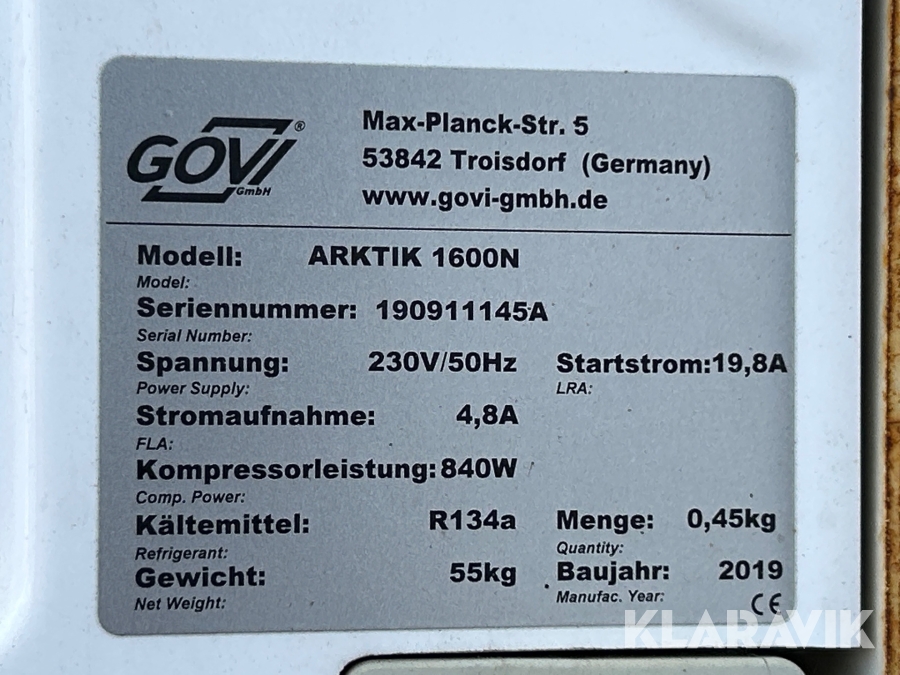 GOVI ®
GmbH
Max-Planck-Str. 5
53842 Troisdorf (Germany)
www.govi-gmbh.de
Modell: ARKTIK 1600N
Model:
Seriennummer: 190911145A
Serial Number:
Spannung: 230V/50Hz Startstrom:19,8A
Power Supply: LRA:
Stromaufnahme: 4,8A
FLA:
Kompressorleistung:840W
Comp. Power:
Kältemittel: R134a Menge: 0,45kg
Refrigerant: Quantity:
Gewicht: 55kg Baujahr: 2019
Net Weight: Manufac. Year:
CE
KLARAVIK